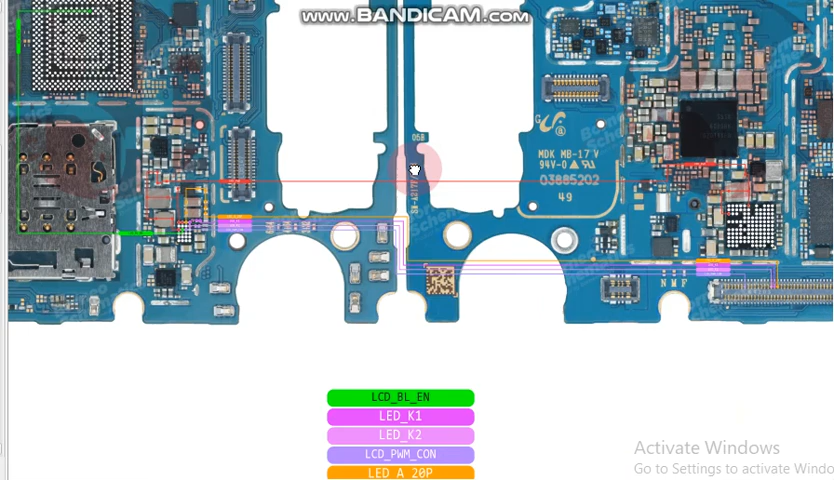 WWW.BANDICAM.COM
06B
G
MDK MB-17 V
94V-0
03885202
49
N M F
LCD_BL_EN
LED_K1
LED_K2
LCD_PWM_CON
LED_A_20P
Activate Windows
Go to Settings to activate Windo